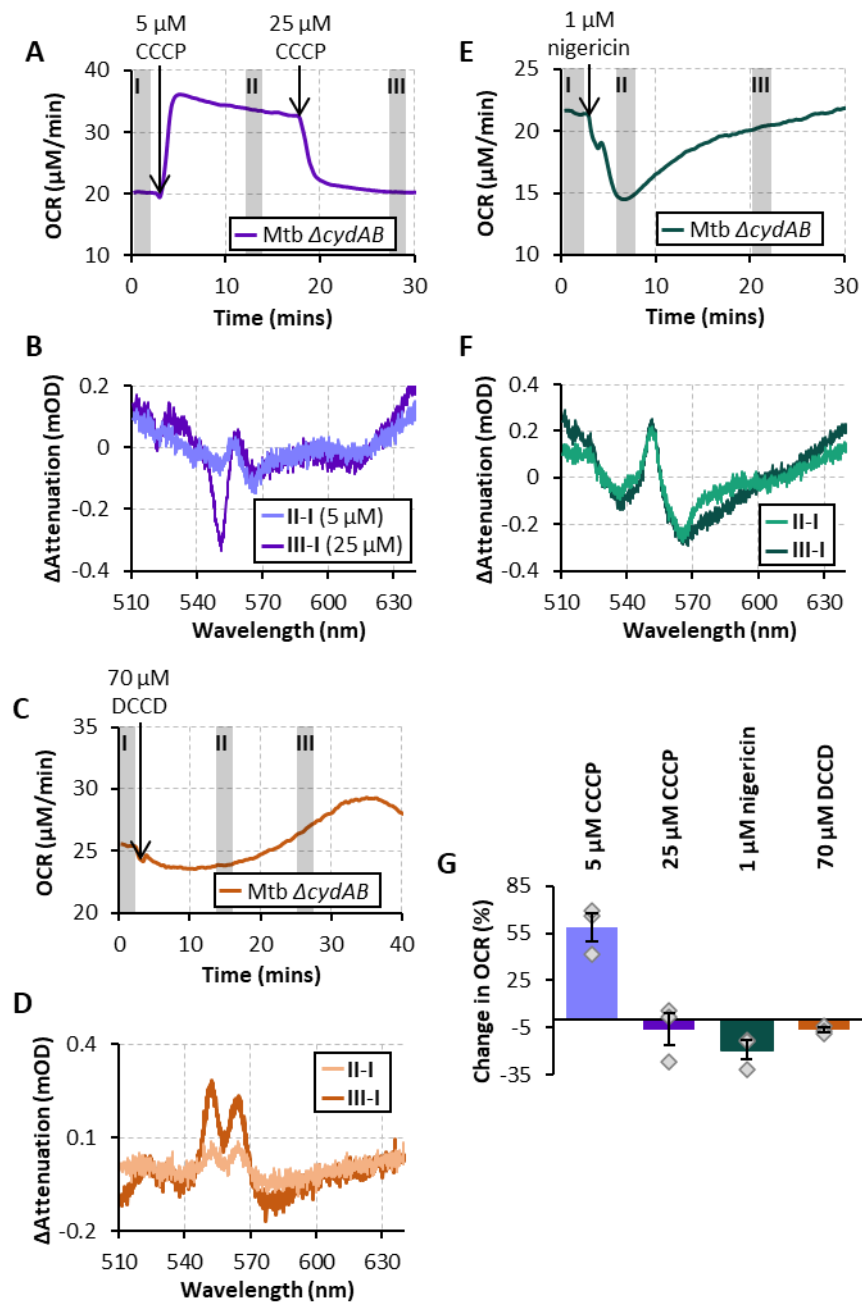 A
5 µM
CCCP
25 µM
CCCP
I
II
III
40
30
20
10
OCR (µM/min)
Mtb ΔcydAB
0
10
20
30
Time (mins)
B
0.2
0
-0.2
-0.4
ΔAttenuation (mOD)
II-I (5 µM)
III-I (25 µM)
510
540
570
600
630
Wavelength (nm)
C
70 µM
DCCD
I
II
III
35
30
25
20
OCR (µM/min)
Mtb ΔcydAB
0
10
20
30
40
Time (mins)
D
0.4
0.1
-0.2
ΔAttenuation (mOD)
II-I
III-I
510
540
570
600
630
Wavelength (nm)
E
1 µM
nigericin
I
II
III
25
20
15
10
OCR (µM/min)
Mtb ΔcydAB
0
10
20
30
Time (mins)
F
0.4
0.2
0
-0.2
-0.4
ΔAttenuation (mOD)
II-I
III-I
510
540
570
600
630
Wavelength (nm)
G
5 µM CCCP
25 µM CCCP
1 µM nigericin
70 µM DCCD
85
55
25
-5
-35
Change in OCR (%)